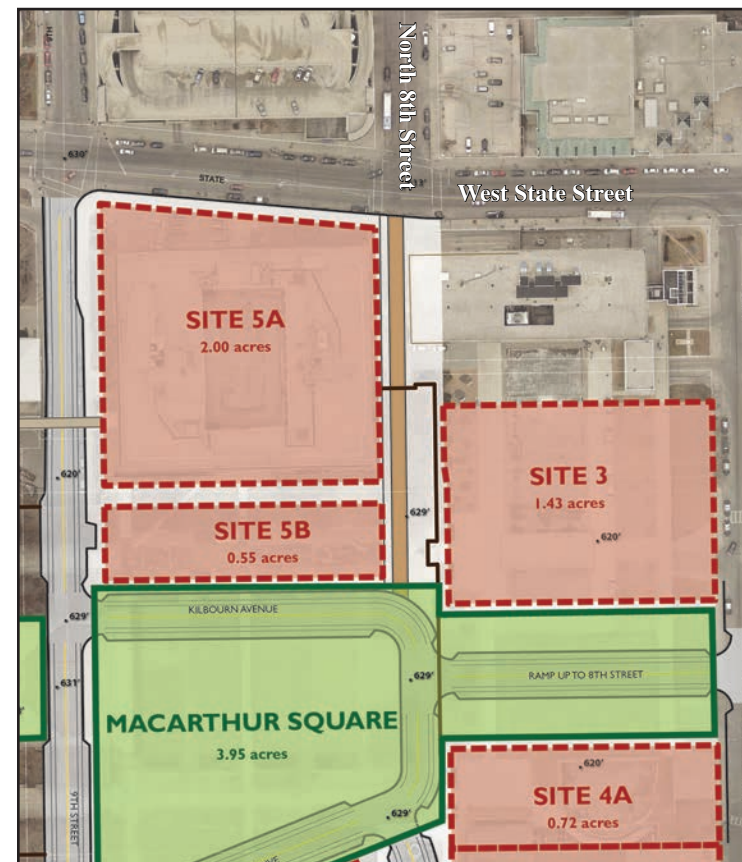 9TH
North 8th Street
630'
STATE
West State Street
SITE 5A
2.00 acres
620'
SITE 3
1.43 acres
629'
620'
SITE 5B
0.55 acres
KILBOURN AVENUE
629'
629'
631'
RAMP UP TO 8TH STREET
MACARTHUR SQUARE
3.95 acres
620'
SITE 4A
0.72 acres
629'
9TH STREET